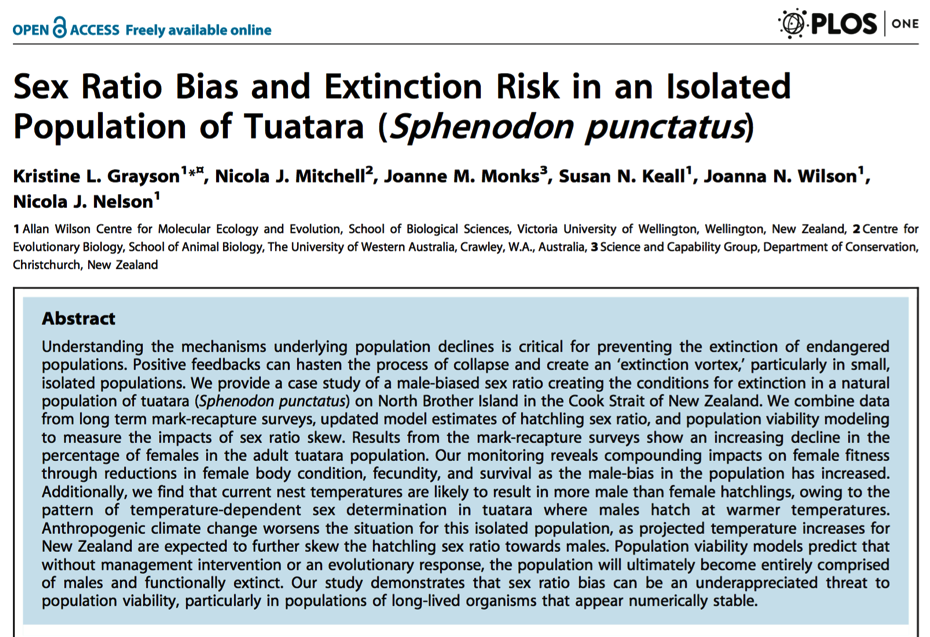 OPEN ACCESS Freely available online
PLOS | ONE
Sex Ratio Bias and Extinction Risk in an Isolated
Population of Tuatara (Sphenodon punctatus)
Kristine L. Grayson1*¤, Nicola J. Mitchell2, Joanne M. Monks3, Susan N. Keall1, Joanna N. Wilson1,
Nicola J. Nelson1
1 Allan Wilson Centre for Molecular Ecology and Evolution, School of Biological Sciences, Victoria University of Wellington, Wellington, New Zealand, 2 Centre for
Evolutionary Biology, School of Animal Biology, The University of Western Australia, Crawley, W.A., Australia, 3 Science and Capability Group, Department of Conservation,
Christchurch, New Zealand
Abstract
Understanding the mechanisms underlying population declines is critical for preventing the extinction of endangered
populations. Positive feedbacks can hasten the process of collapse and create an ‘extinction vortex,’ particularly in small,
isolated populations. We provide a case study of a male-biased sex ratio creating the conditions for extinction in a natural
population of tuatara (Sphenodon punctatus) on North Brother Island in the Cook Strait of New Zealand. We combine data
from long term mark-recapture surveys, updated model estimates of hatchling sex ratio, and population viability modeling
to measure the impacts of sex ratio skew. Results from the mark-recapture surveys show an increasing decline in the
percentage of females in the adult tuatara population. Our monitoring reveals compounding impacts on female fitness
through reductions in female body condition, fecundity, and survival as the male-bias in the population has increased.
Additionally, we find that current nest temperatures are likely to result in more male than female hatchlings, owing to the
pattern of temperature-dependent sex determination in tuatara where males hatch at warmer temperatures.
Anthropogenic climate change worsens the situation for this isolated population, as projected temperature increases for
New Zealand are expected to further skew the hatchling sex ratio towards males. Population viability models predict that
without management intervention or an evolutionary response, the population will ultimately become entirely comprised
of males and functionally extinct. Our study demonstrates that sex ratio bias can be an underappreciated threat to
population viability, particularly in populations of long-lived organisms that appear numerically stable.